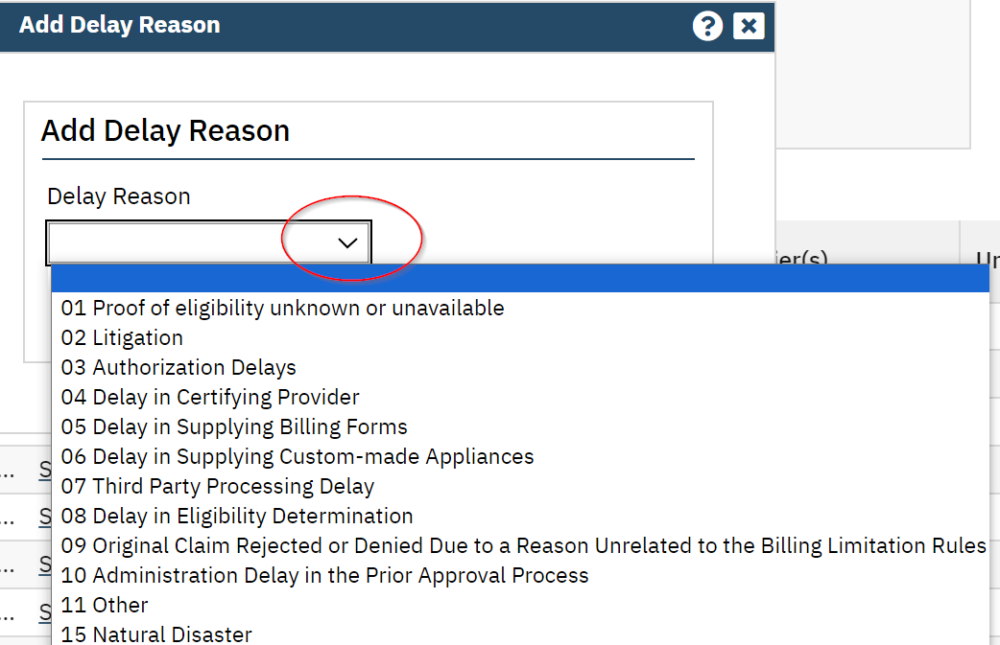 Add Delay Reason
?
Add Delay Reason
Delay Reason
ier(s)
Un
01 Proof of eligibility unknown or unavailable
02 Litigation
03 Authorization Delays
04 Delay in Certifying Provider
05 Delay in Supplying Billing Forms
... S
06 Delay in Supplying Custom-made Appliances
07 Third Party Processing Delay
... S
08 Delay in Eligibility Determination
09 Original Claim Rejected or Denied Due to a Reason Unrelated to the Billing Limitation Rules
... S
10 Administration Delay in the Prior Approval Process
11 Other
... S
15 Natural Disaster